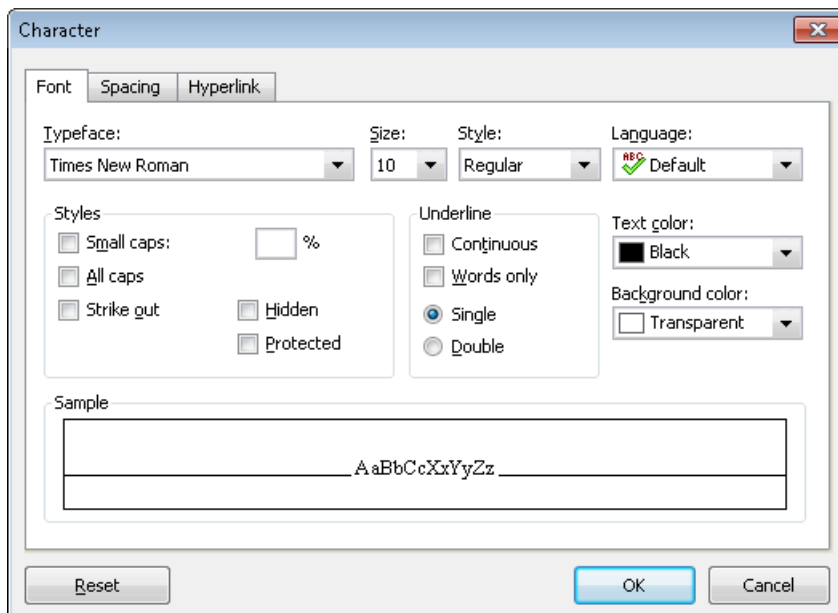 Character
Font Spacing Hyperlink
Typeface: Size: Style: Language:
Times New Roman 10 Regular ABC Default
Styles Underline Text color:
Small caps: % Continuous Black
All caps Words only Background color:
Strike out Hidden Single Transparent
Protected Double
Sample
AaBbCcXxYyZz
Reset OK Cancel